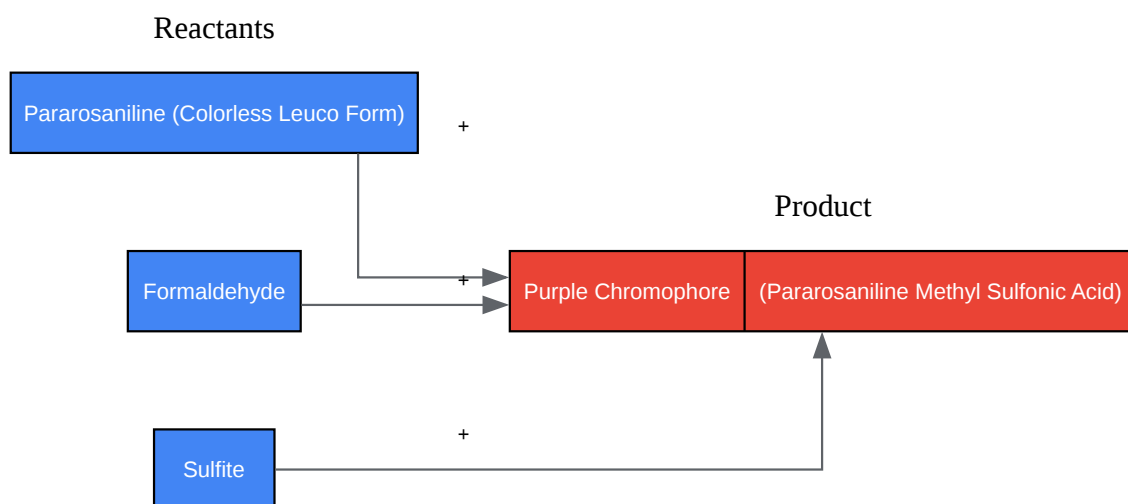 Reactants
Pararosaniline (Colorless Leuco Form)
+
Product
Formaldehyde
+
Purple Chromophore
(Pararosaniline Methyl Sulfonic Acid)
+
Sulfite